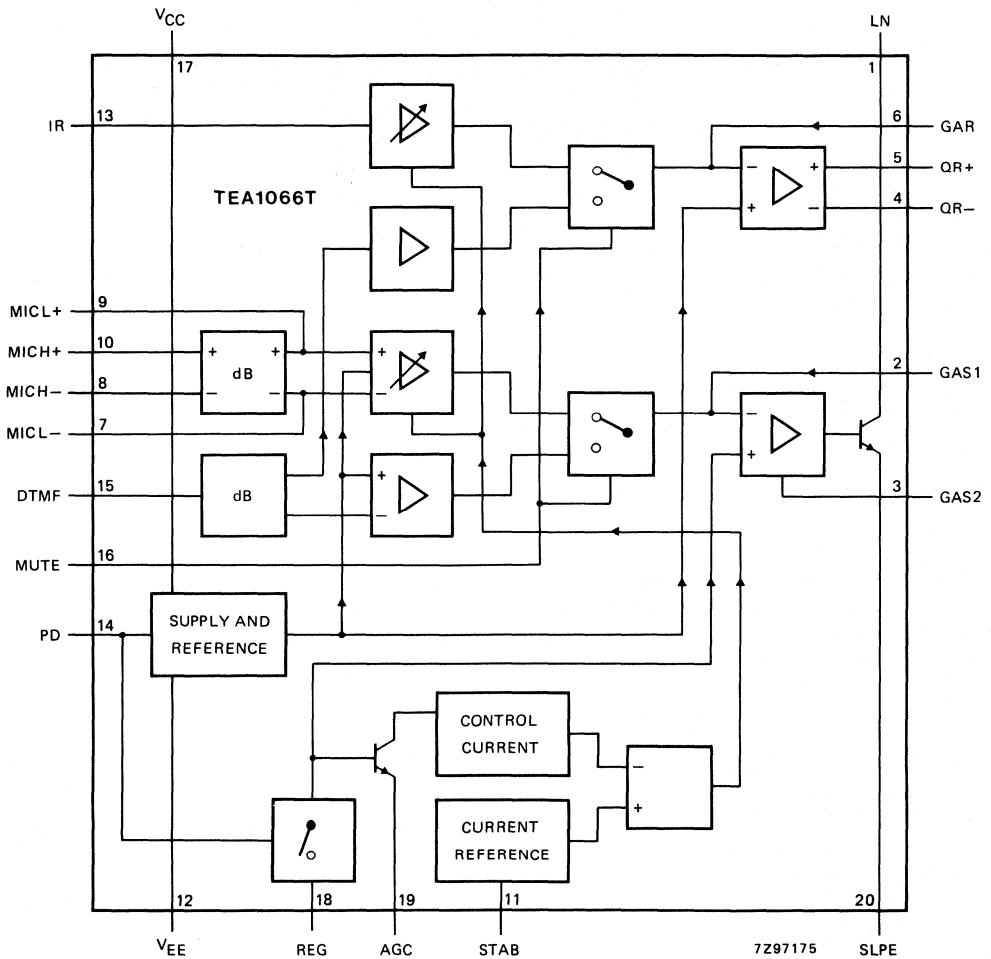 VCC
LN
17
1
IR
13
6
GAR
5
QR+
TEA1066T
− +
+ −
4
QR−
MICL+
9
MICH+
10
+ +
dB
+
MICH−
8
− −
−
2
GAS1
MICL−
7
−
+
DTMF
15
dB
+
−
3
GAS2
MUTE
16
PD
14
SUPPLY AND
REFERENCE
CONTROL
CURRENT
−
+
CURRENT
REFERENCE
12
18
19
11
20
VEE
REG
AGC
STAB
7Z97175
SLPE